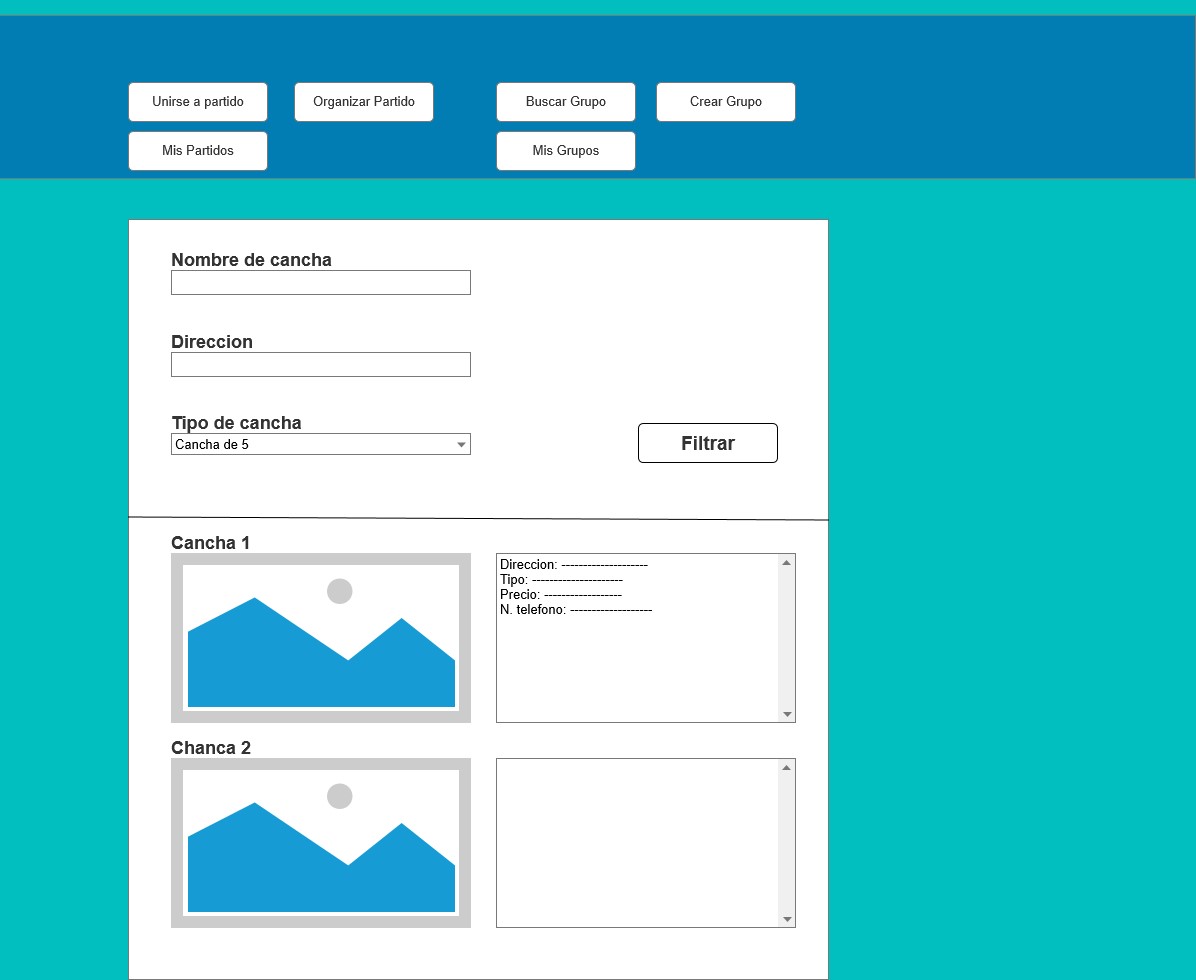 Unirse a partido
Organizar Partido
Buscar Grupo
Crear Grupo
Mis Partidos
Mis Grupos
Nombre de cancha
Direccion
Tipo de cancha
Cancha de 5
Filtrar
Cancha 1
Direccion: --------------------
Tipo: ---------------------
Precio: ------------------
N. telefono: -------------------
Chanca 2